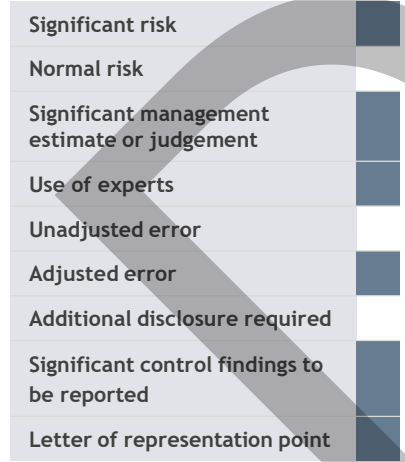 Significant risk
Normal risk
Significant management
estimate or judgement
Use of experts
Unadjusted error
Adjusted error
Additional disclosure required
Significant control findings to
be reported
Letter of representation point